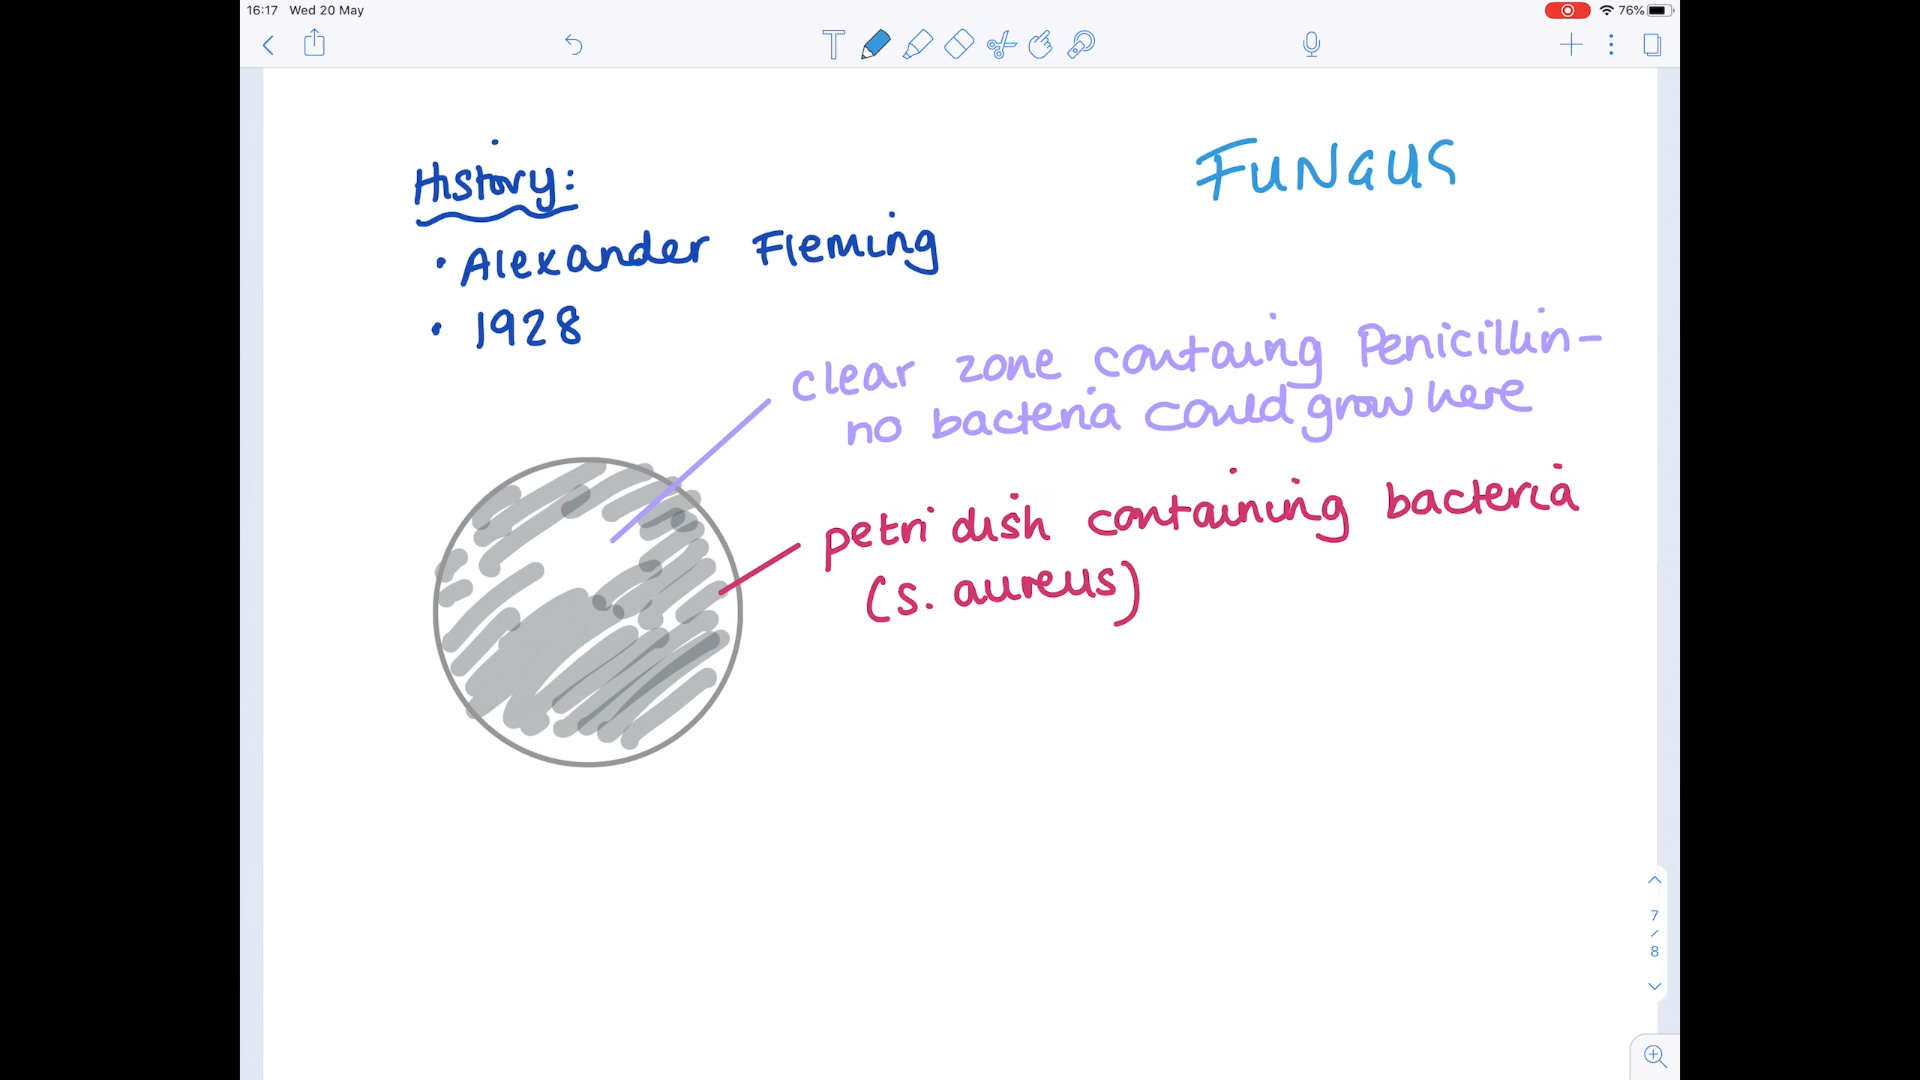 16:17 Wed 20 May
76%
T
History:
FUNGUS
• Alexander Fleming
• 1928
clear zone containg Penicillin -
no bacteria could grow here
petri dish containing bacteria
(s. aureus)
7
/
8